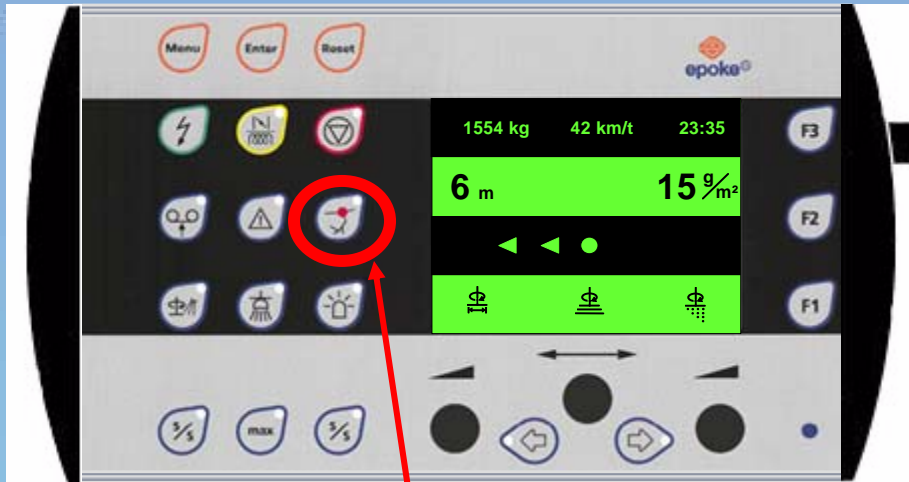 Menu Enter Reset
epoke®
1554 kg 42 km/t 23:35
F3
6 m 15 g/m²
F2
F1
S/S max S/S